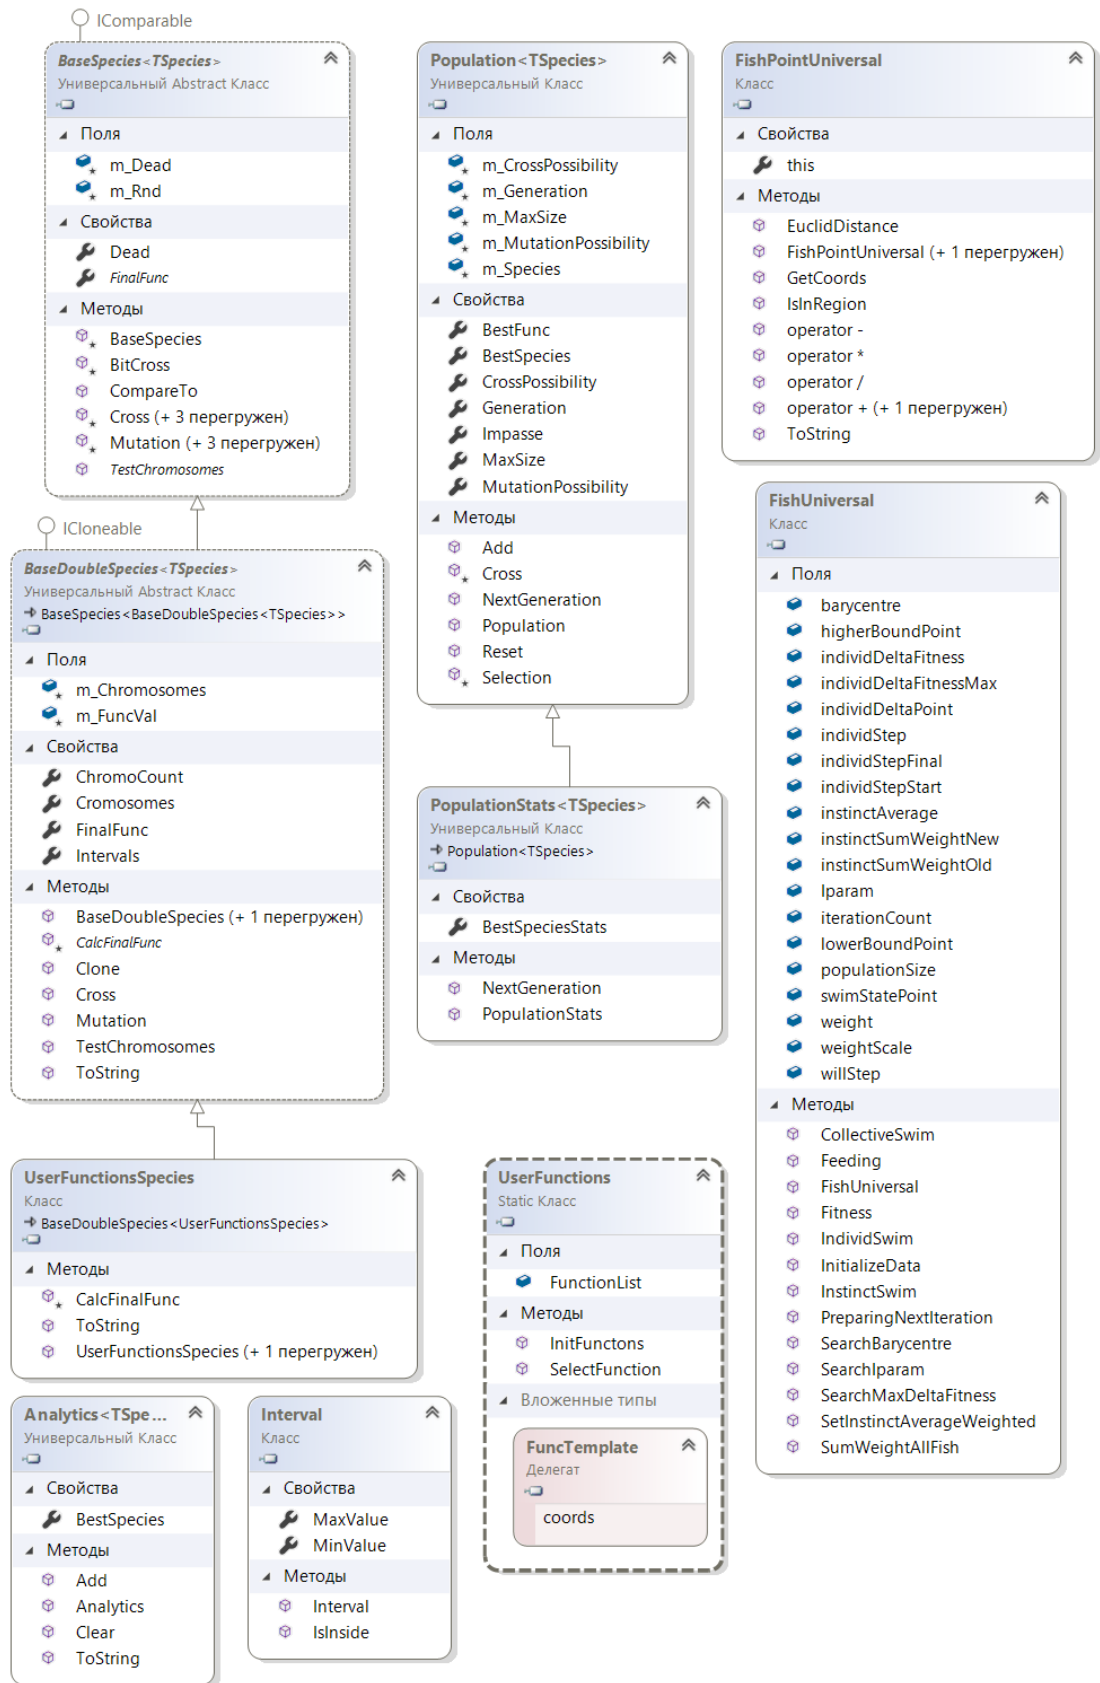 IComparable
BaseSpecies<TSpecies>
Универсальный Abstract Класс
Поля
m_Dead
m_Rnd
Свойства
Dead
FinalFunc
Методы
BaseSpecies
BitCross
CompareTo
Cross (+ 3 перегружен)
Mutation (+ 3 перегружен)
TestChromosomes
ICloneable
BaseDoubleSpecies<TSpecies>
Универсальный Abstract Класс
BaseSpecies<BaseDoubleSpecies<TSpecies>>
Поля
m_Chromosomes
m_FuncVal
Свойства
ChromoCount
Cromosomes
FinalFunc
Intervals
Методы
BaseDoubleSpecies (+ 1 перегружен)
CalcFinalFunc
Clone
Cross
Mutation
TestChromosomes
ToString
UserFunctionsSpecies
Класс
BaseDoubleSpecies<UserFunctionsSpecies>
Методы
CalcFinalFunc
ToString
UserFunctionsSpecies (+ 1 перегружен)
Analytics<TSpe...
Универсальный Класс
Свойства
BestSpecies
Методы
Add
Analytics
Clear
ToString
Interval
Класс
Свойства
MaxValue
MinValue
Методы
Interval
IsInside
Population<TSpecies>
Универсальный Класс
Поля
m_CrossPossibility
m_Generation
m_MaxSize
m_MutationPossibility
m_Species
Свойства
BestFunc
BestSpecies
CrossPossibility
Generation
Impasse
MaxSize
MutationPossibility
Методы
Add
Cross
NextGeneration
Population
Reset
Selection
PopulationStats<TSpecies>
Универсальный Класс
Population<TSpecies>
Свойства
BestSpeciesStats
Методы
NextGeneration
PopulationStats
UserFunctions
Static Класс
Поля
FunctionList
Методы
InitFunctons
SelectFunction
Вложенные типы
FuncTemplate
Делегат
coords
FishPointUniversal
Класс
Свойства
this
Методы
EuclidDistance
FishPointUniversal (+ 1 перегружен)
GetCoords
IsInRegion
operator -
operator *
operator /
operator + (+ 1 перегружен)
ToString
FishUniversal
Класс
Поля
barycentre
higherBoundPoint
individDeltaFitness
individDeltaFitnessMax
individDeltaPoint
individStep
individStepFinal
individStepStart
instinctAverage
instinctSumWeightNew
instinctSumWeightOld
Iparam
iterationCount
lowerBoundPoint
populationSize
swimStatePoint
weight
weightScale
willStep
Методы
CollectiveSwim
Feeding
FishUniversal
Fitness
IndividSwim
InitializeData
InstinctSwim
PreparingNextIteration
SearchBarycentre
SearchIparam
SearchMaxDeltaFitness
SetInstinctAverageWeighted
SumWeightAllFish